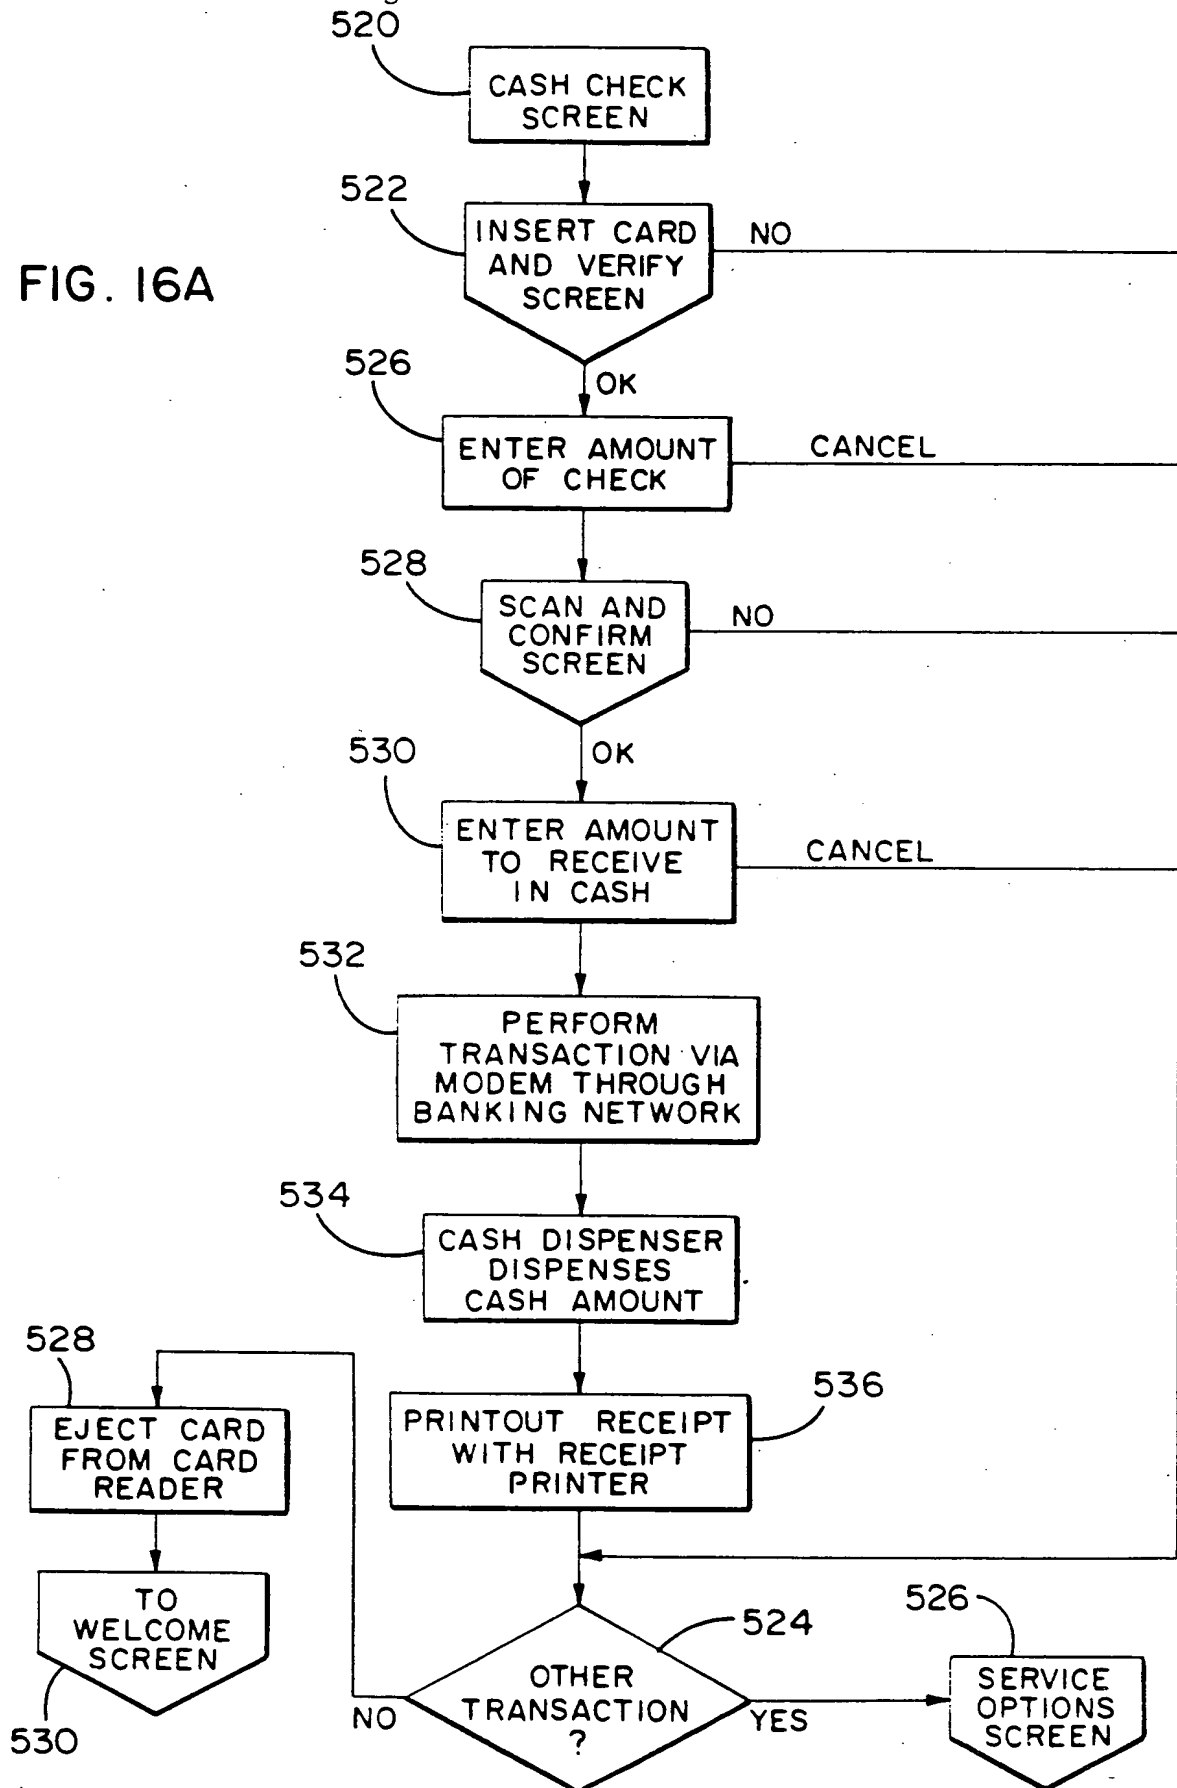 520
CASH CHECK
SCREEN
522
INSERT CARD
AND VERIFY
SCREEN
NO
FIG. 16A
OK
526
ENTER AMOUNT
OF CHECK
CANCEL
528
SCAN AND
CONFIRM
SCREEN
NO
OK
530
ENTER AMOUNT
TO RECEIVE
IN CASH
CANCEL
532
PERFORM
TRANSACTION VIA
MODEM THROUGH
BANKING NETWORK
534
CASH DISPENSER
DISPENSES
CASH AMOUNT
528
EJECT CARD
FROM CARD
READER
PRINTOUT RECEIPT
WITH RECEIPT
PRINTER
536
TO
WELCOME
SCREEN
530
524
OTHER
TRANSACTION
?
NO
YES
526
SERVICE
OPTIONS
SCREEN